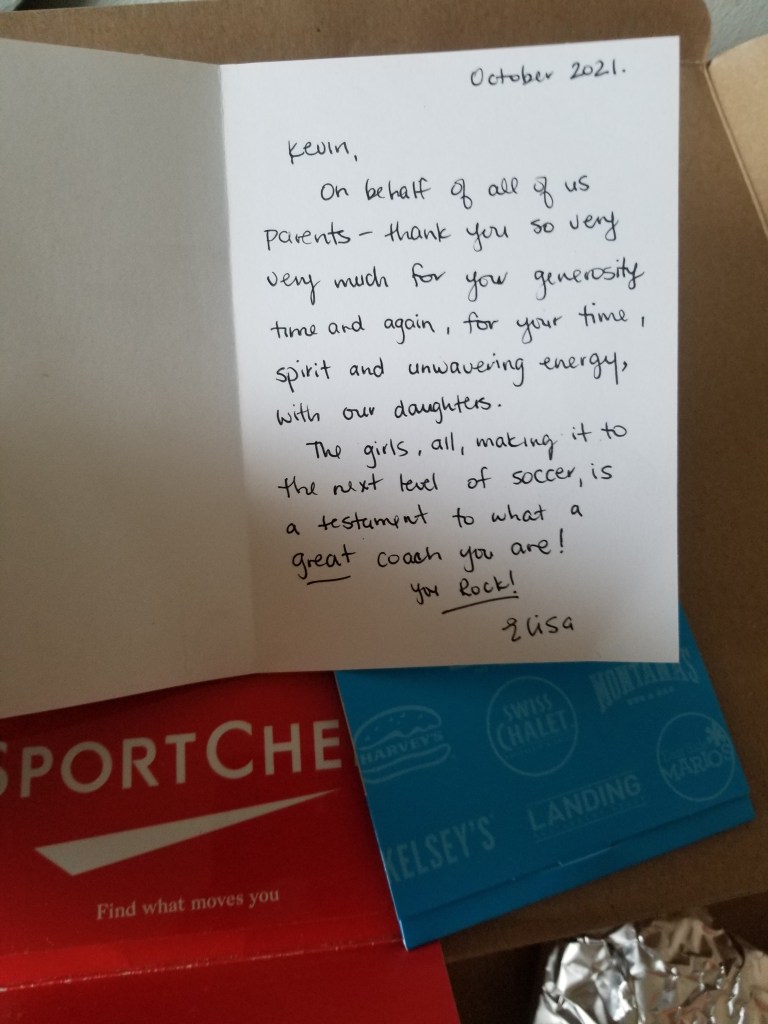 October 2021.
Kevin,
On behalf of all of us
parents – thank you so very
very much for your generosity
time and again, for your time,
spirit and unwavering energy,
with our daughters.
The girls, all, making it to
the next level of soccer, is
a testament to what a
great coach you are!
You Rock!
Elisa
SPORTCHE
Find what moves you
HARVEY'S
SWISS
CHALET
MONTANA'S
KELSEY'S
LANDING
MARIO'S